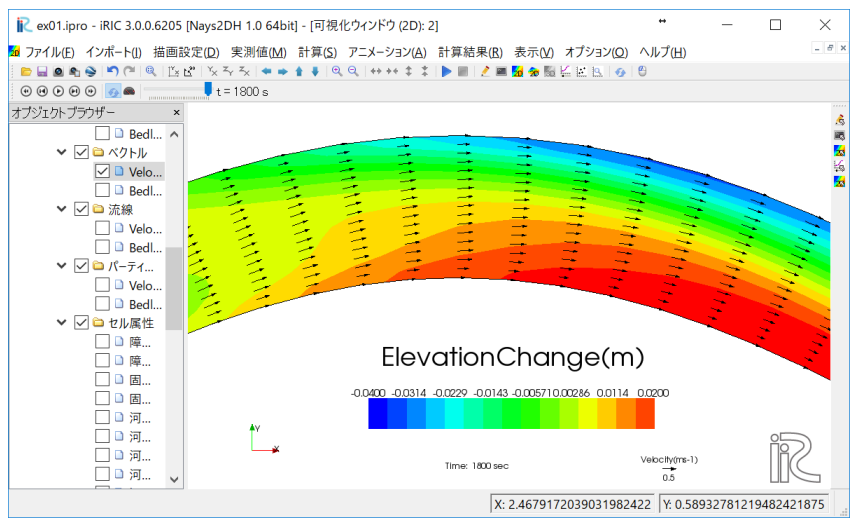 ex01.ipro - iRIC 3.0.0.6205 [Nays2DH 1.0 64bit] - [可視化ウィンドウ (2D): 2]
ファイル(F) インポート(I) 描画設定(D) 実測値(M) 計算(S) アニメーション(A) 計算結果(R) 表示(V) オプション(O) ヘルプ(H)
t = 1800 s
オブジェクトブラウザー
Bedl...
ベクトル
Velo...
Bedl...
流線
Velo...
Bedl...
パーティ...
Velo...
Bedl...
セル属性
障...
障...
固...
固...
河...
河...
河...
河...
ElevationChange(m)
-0.0400 -0.0314 -0.0229 -0.0143 -0.005710.00286 0.0114 0.0200
Y
X
Time: 1800 sec
Velocity(ms-1)
0.5
iRIC
X: 2.4679172039031982422 Y: 0.58932781219482421875